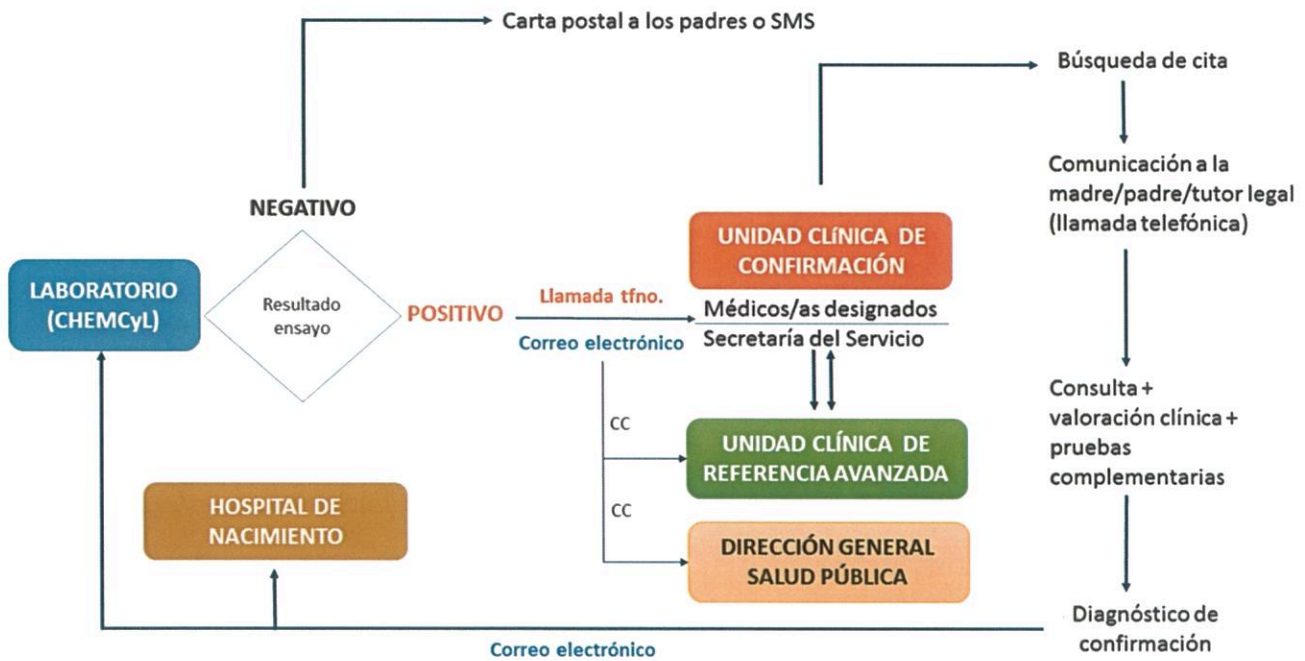 Carta postal a los padres o SMS
Búsqueda de cita
Comunicación a la
madre/padre/tutor legal
(llamada telefónica)
NEGATIVO
UNIDAD CLíNICA DE
CONFIRMACIÓN
LABORATORIO
(CHEMCyL)
Resultado
ensayo
POSITIVO
Llamada tfno.
Correo electrónico
Médicos/as designados
Secretaría del Servicio
Consulta +
valoración clínica +
pruebas
complementarias
CC
UNIDAD CLÍNICA DE
REFERENCIA AVANZADA
CC
HOSPITAL DE
NACIMIENTO
DIRECCIÓN GENERAL
SALUD PÚBLICA
Diagnóstico de
confirmación
Correo electrónico